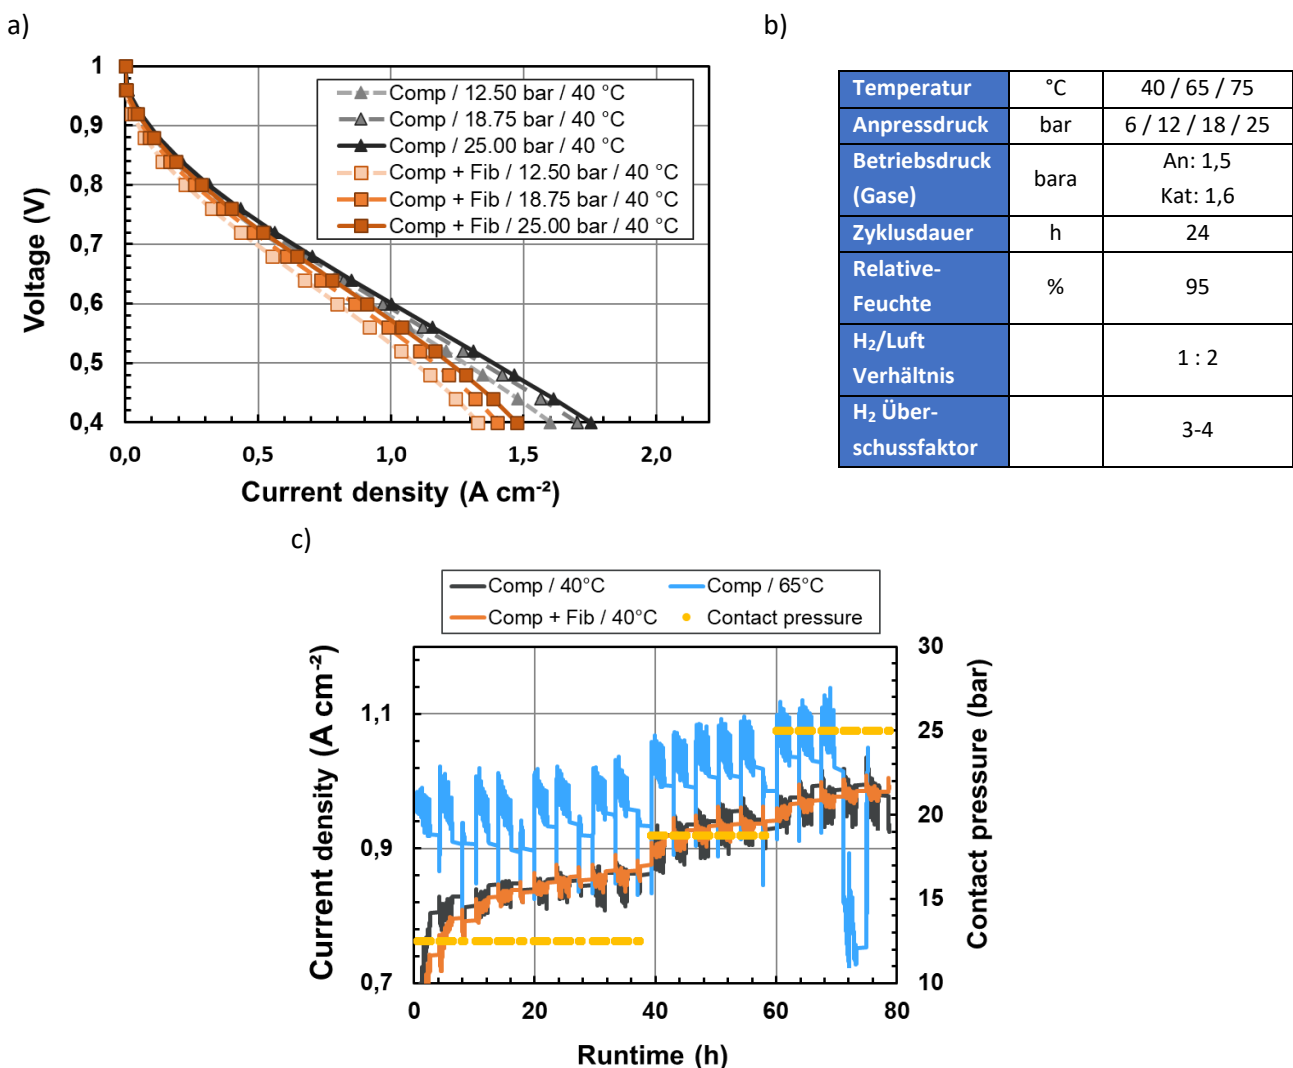 a)
1
0,9
0,8
0,7
0,6
0,5
0,4
0,0
0,5
1,0
1,5
2,0
Voltage (V)
Current density (A cm⁻²)
Comp / 12.50 bar / 40 °C
Comp / 18.75 bar / 40 °C
Comp / 25.00 bar / 40 °C
Comp + Fib / 12.50 bar / 40 °C
Comp + Fib / 18.75 bar / 40 °C
Comp + Fib / 25.00 bar / 40 °C
b)
Temperatur °C 40 / 65 / 75
Anpressdruck bar 6 / 12 / 18 / 25
Betriebsdruck
(Gase)
bara
An: 1,5
Kat: 1,6
Zyklusdauer h 24
Relative-
Feuchte
%
95
H₂/Luft
Verhältnis
1 : 2
H₂ Über-
schussfaktor
3-4
c)
Comp / 40°C
Comp / 65°C
Comp + Fib / 40°C
Contact pressure
Current density (A cm⁻²)
1,1
0,9
0,7
30
25
20
15
10
Contact pressure (bar)
0
20
40
60
80
Runtime (h)